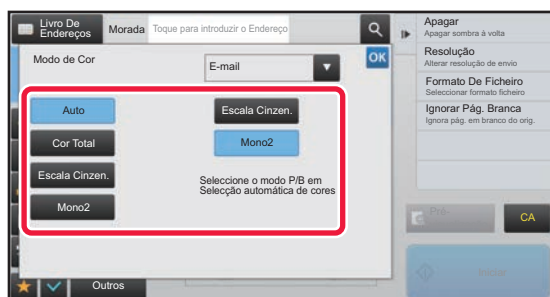 Livro De
Endereços
Morada
Toque para introduzir o Endereço
Apagar
Apagar sombra à volta
Resolução
Alterar resolução de envio
Formato De Ficheiro
Seleccionar formato ficheiro
Ignorar Pág. Branca
Ignora pág. em branco do orig.
Modo de Cor
E-mail
OK
Auto
Cor Total
Escala Cinzen.
Mono2
Escala Cinzen.
Mono2
Seleccione o modo P/B em
Selecção automática de cores
CA
Iniciar
Outros